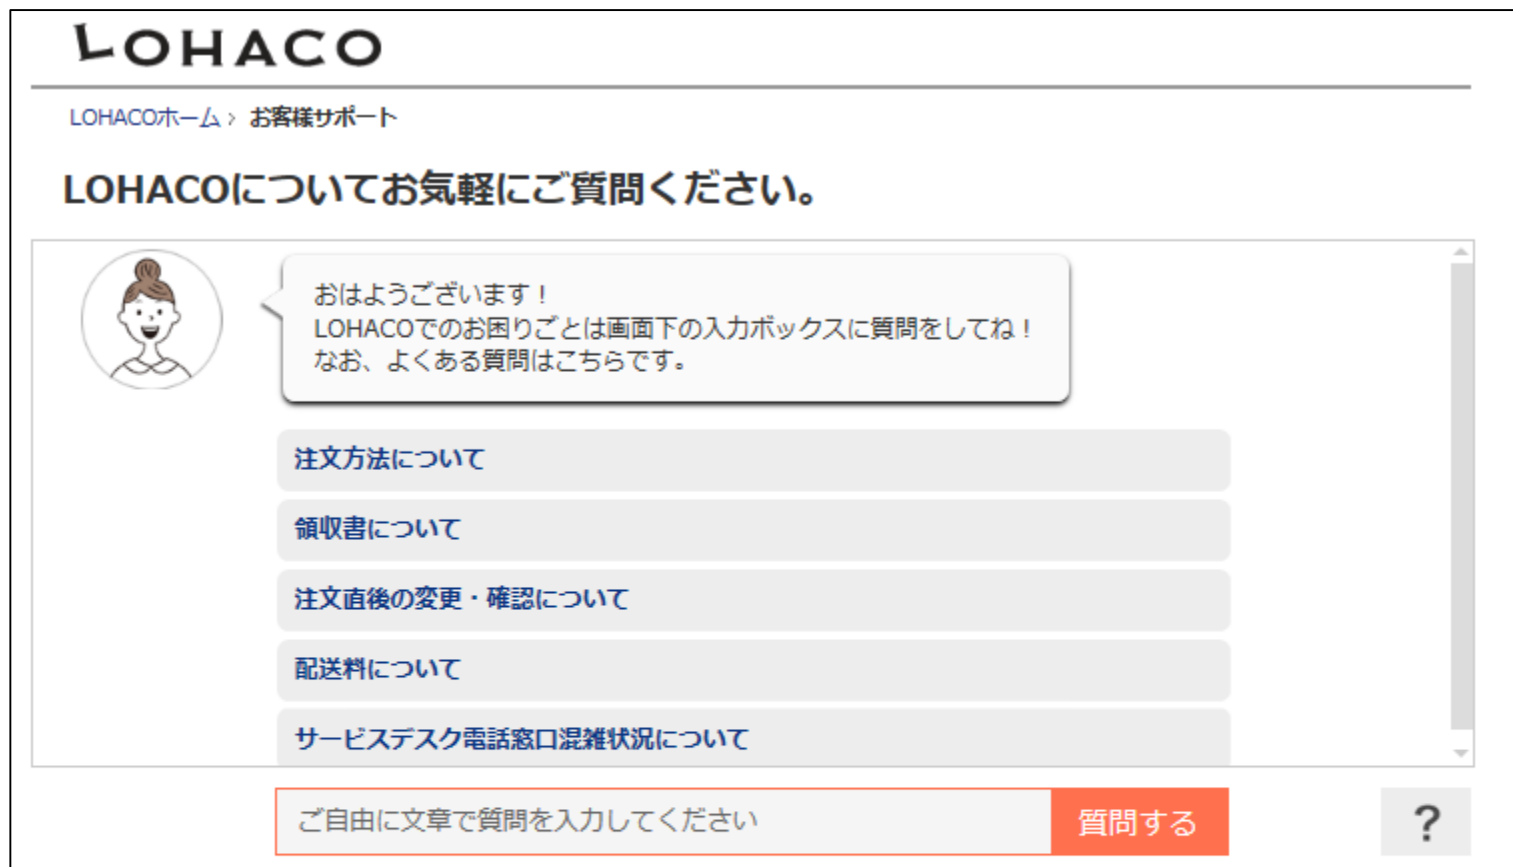 LOHACO
LOHACOホーム › お客様サポート
LOHACOについてお気軽にご質問ください。
おはようございます！
LOHACOでのお困りごとは画面下の入力ボックスに質問をしてね！
なお、よくある質問はこちらです。
注文方法について
領収書について
注文直後の変更・確認について
配送料について
サービスデスク電話窓口混雑状況について
ご自由に文章で質問を入力してください 質問する ?